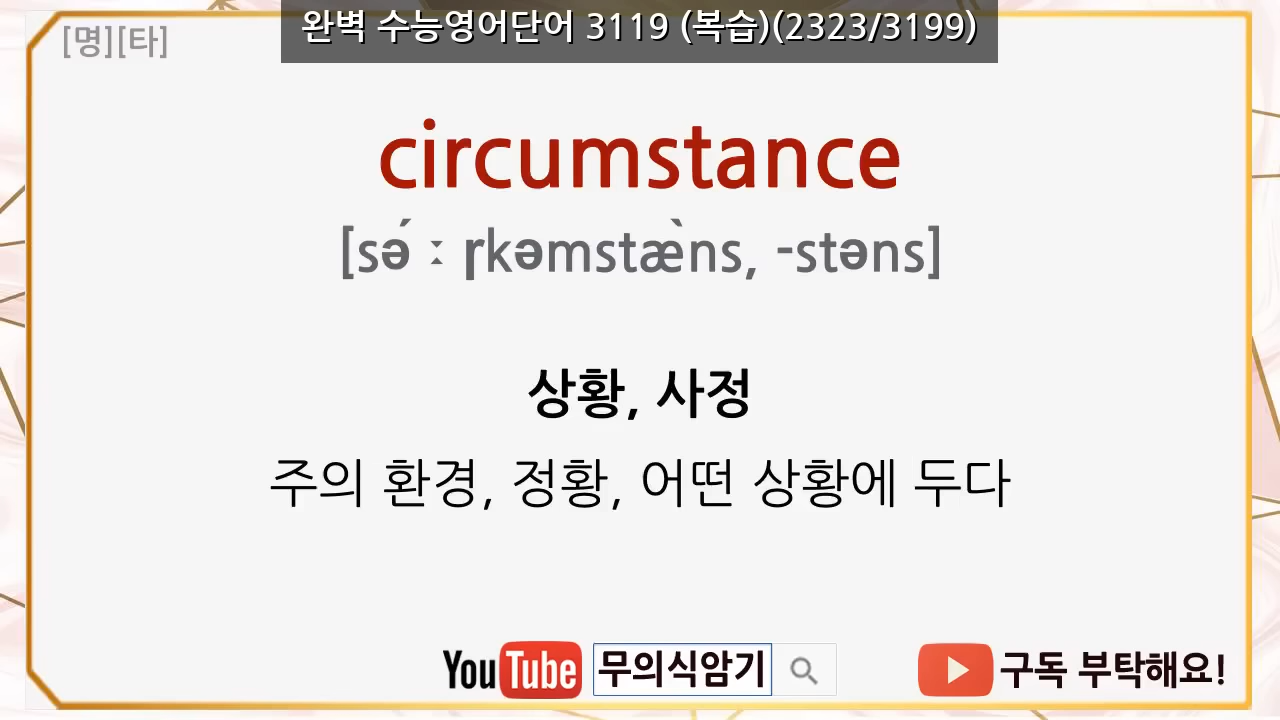 완벽 수능영어단어 3119 (복습)(2323/3199)
[명][타]
circumstance
[sə́ːrkəmstæ̀ns, -stəns]
상황, 사정
주의 환경, 정황, 어떤 상황에 두다
YouTube 무의식암기 구독 부탁해요!